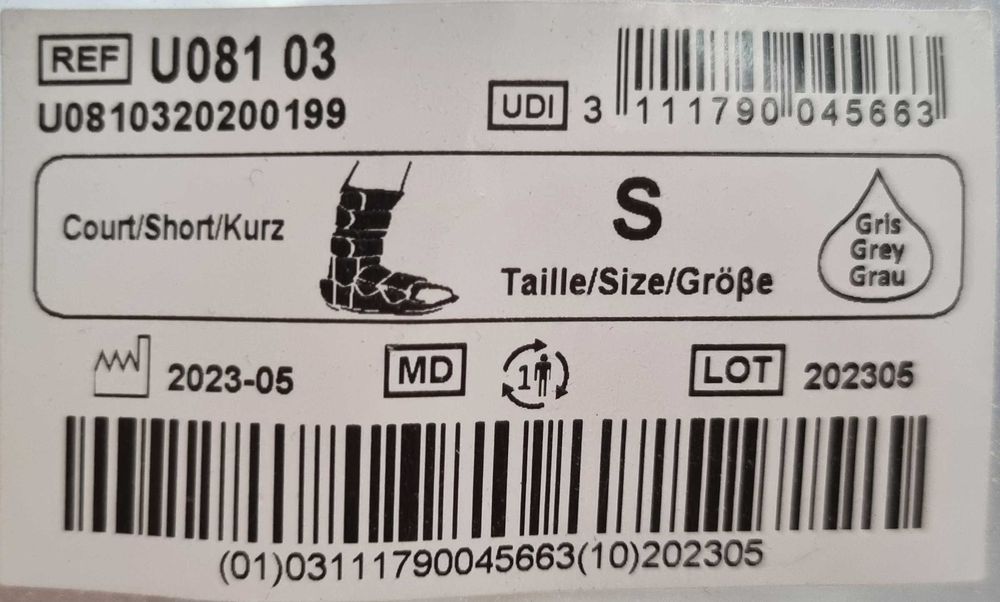 REF U081 03
U0810320200199
UDI 3 111790 045663
Court/Short/Kurz
S
Taille/Size/Größe
Gris
Grey
Grau
2023-05
MD
1
LOT 202305
(01)03111790045663(10)202305